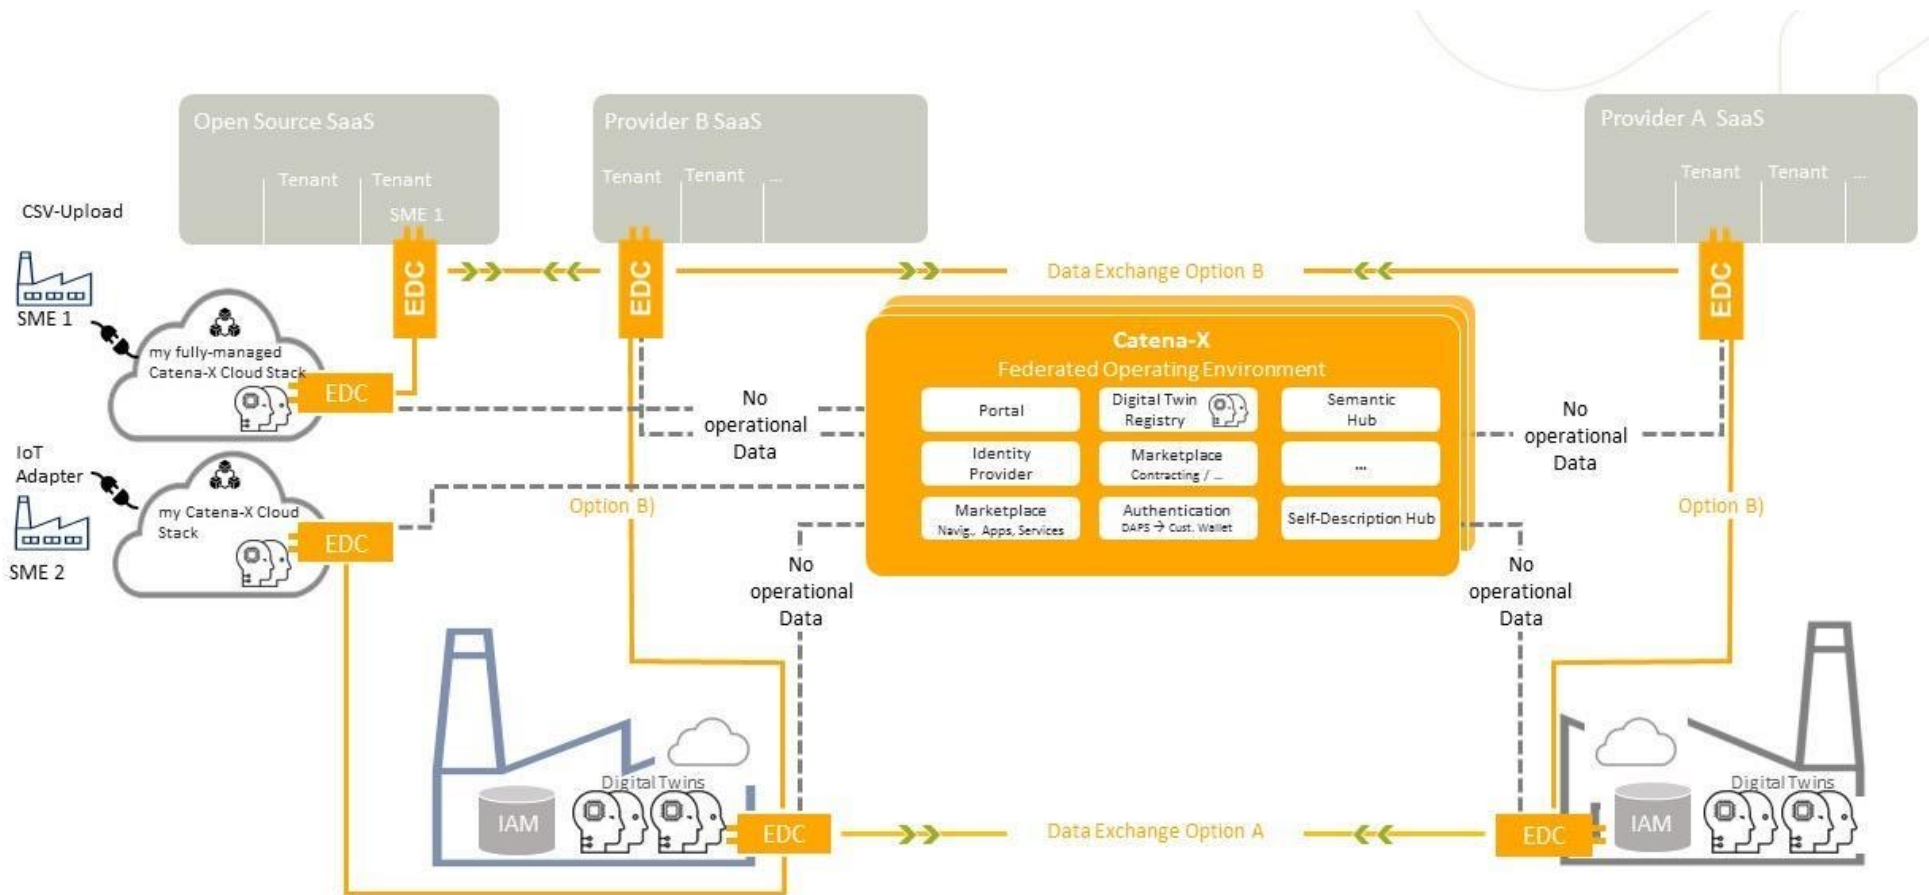 Open Source SaaS
Tenant
Tenant
SME 1
Provider B SaaS
Tenant
Tenant
...
Provider A SaaS
Tenant
Tenant
...
CSV-Upload
SME 1
my fully-managed
Catena-X Cloud Stack
EDC
EDC
EDC
EDC
Data Exchange Option B
IoT
Adapter
SME 2
my Catena-X Cloud
Stack
EDC
No
operational
Data
Option B)
Catena-X
Federated Operating Environment
Portal
Digital Twin
Registry
Semantic
Hub
Identity
Provider
Marketplace
Contracting / ...
...
Marketplace
Navig., Apps, Services
Authentication
DAPS → Cust. Wallet
Self-Description Hub
No
operational
Data
Option B)
No
operational
Data
No
operational
Data
Digital Twins
IAM
EDC
Data Exchange Option A
EDC
Digital Twins
IAM